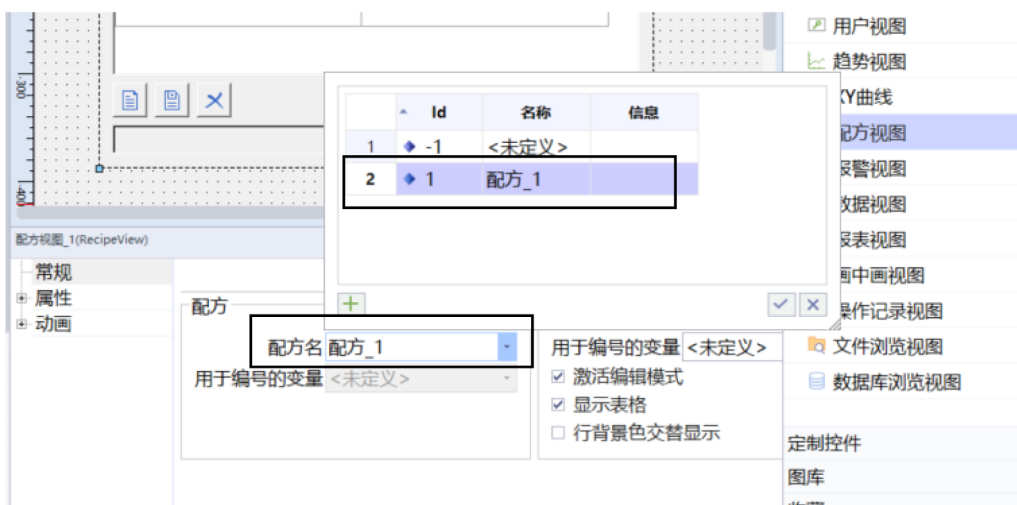 用户视图
趋势视图
XY曲线
配方视图
报警视图
数据视图
报表视图
画中画视图
操作记录视图
文件浏览视图
数据库浏览视图
定制控件
图库
-300
-400
Id 名称 信息
1 -1 <未定义>
2 1 配方_1
配方视图_1(RecipeView)
常规
属性
动画
配方
配方名 配方_1
用于编号的变量 <未定义>
用于编号的变量 <未定义>
激活编辑模式
显示表格
行背景色交替显示